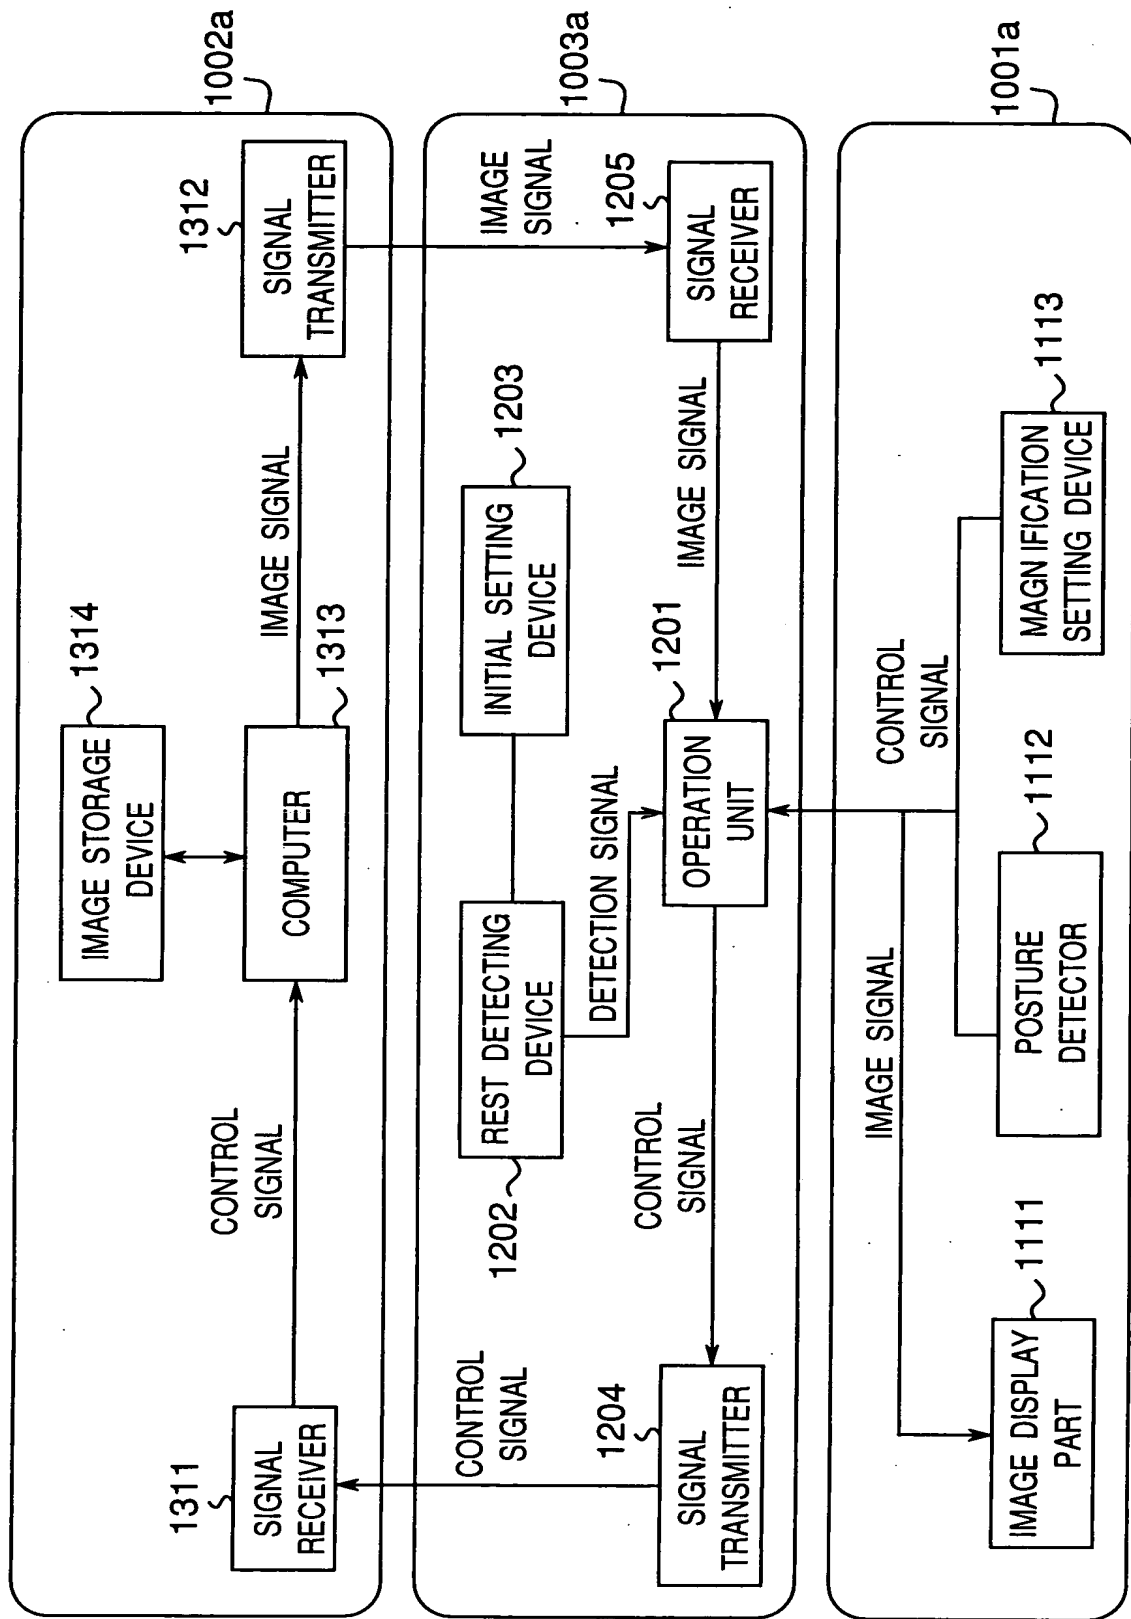 1002a
1314
IMAGE STORAGE
DEVICE
1311
SIGNAL
RECEIVER
CONTROL
SIGNAL
COMPUTER
1313
IMAGE SIGNAL
1312
SIGNAL
TRANSMITTER
CONTROL
SIGNAL
IMAGE
SIGNAL
1003a
1202
REST DETECTING
DEVICE
INITIAL SETTING
DEVICE
1203
DETECTION SIGNAL
1204
SIGNAL
TRANSMITTER
CONTROL
SIGNAL
OPERATION
UNIT
1201
IMAGE SIGNAL
1205
SIGNAL
RECEIVER
1001a
IMAGE SIGNAL
CONTROL
SIGNAL
IMAGE DISPLAY
PART
1111
POSTURE
DETECTOR
1112
MAGNIFICATION
SETTING DEVICE
1113